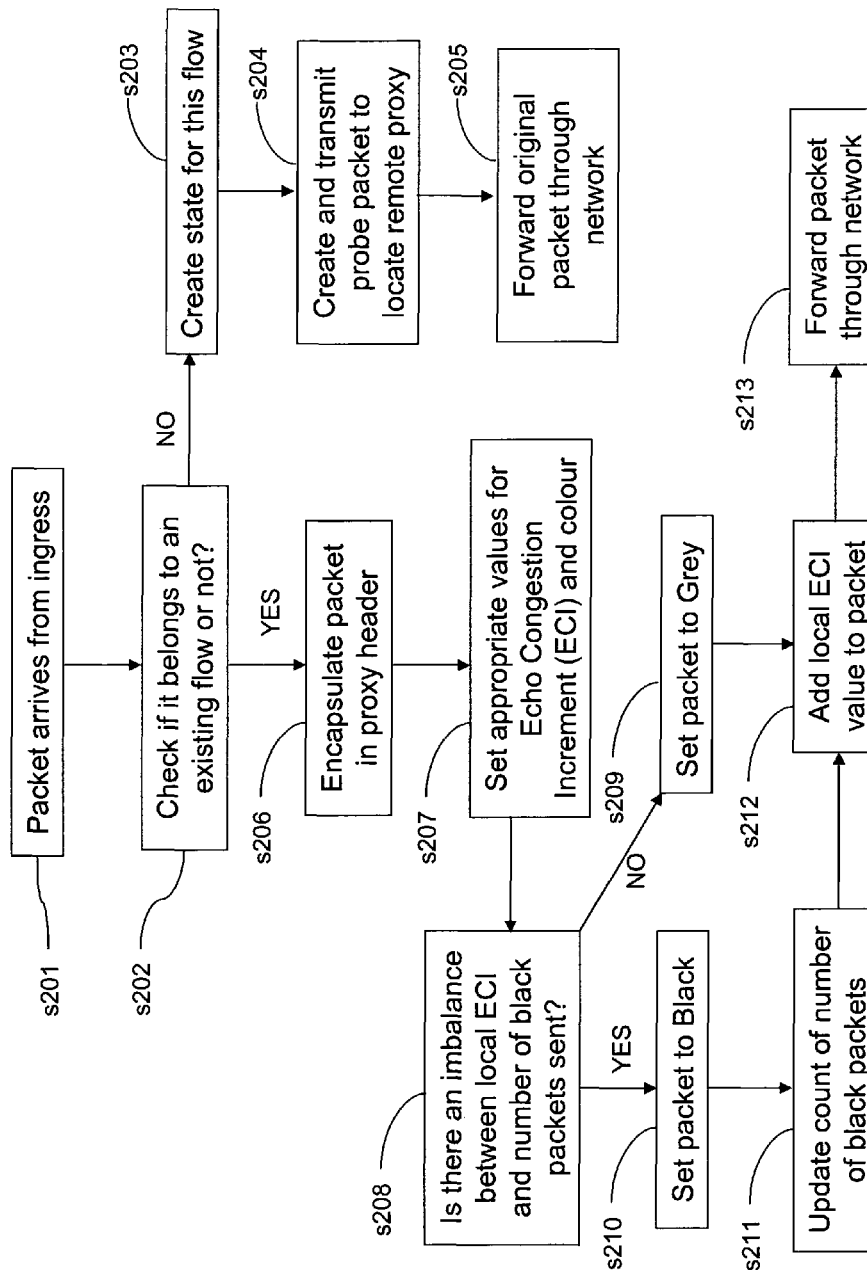 s201
Packet arrives from ingress
s202
Check if it belongs to an
existing flow or not?
NO
s203
Create state for this flow
s204
Create and transmit
probe packet to
locate remote proxy
s205
Forward original
packet through
network
YES
s206
Encapsulate packet
in proxy header
s207
Set appropriate values for
Echo Congestion
Increment (ECI) and colour
s208
Is there an imbalance
between local ECI
and number of black
packets sent?
NO
s209
Set packet to Grey
YES
s210
Set packet to Black
s211
Update count of number
of black packets
s212
Add local ECI
value to packet
s213
Forward packet
through network